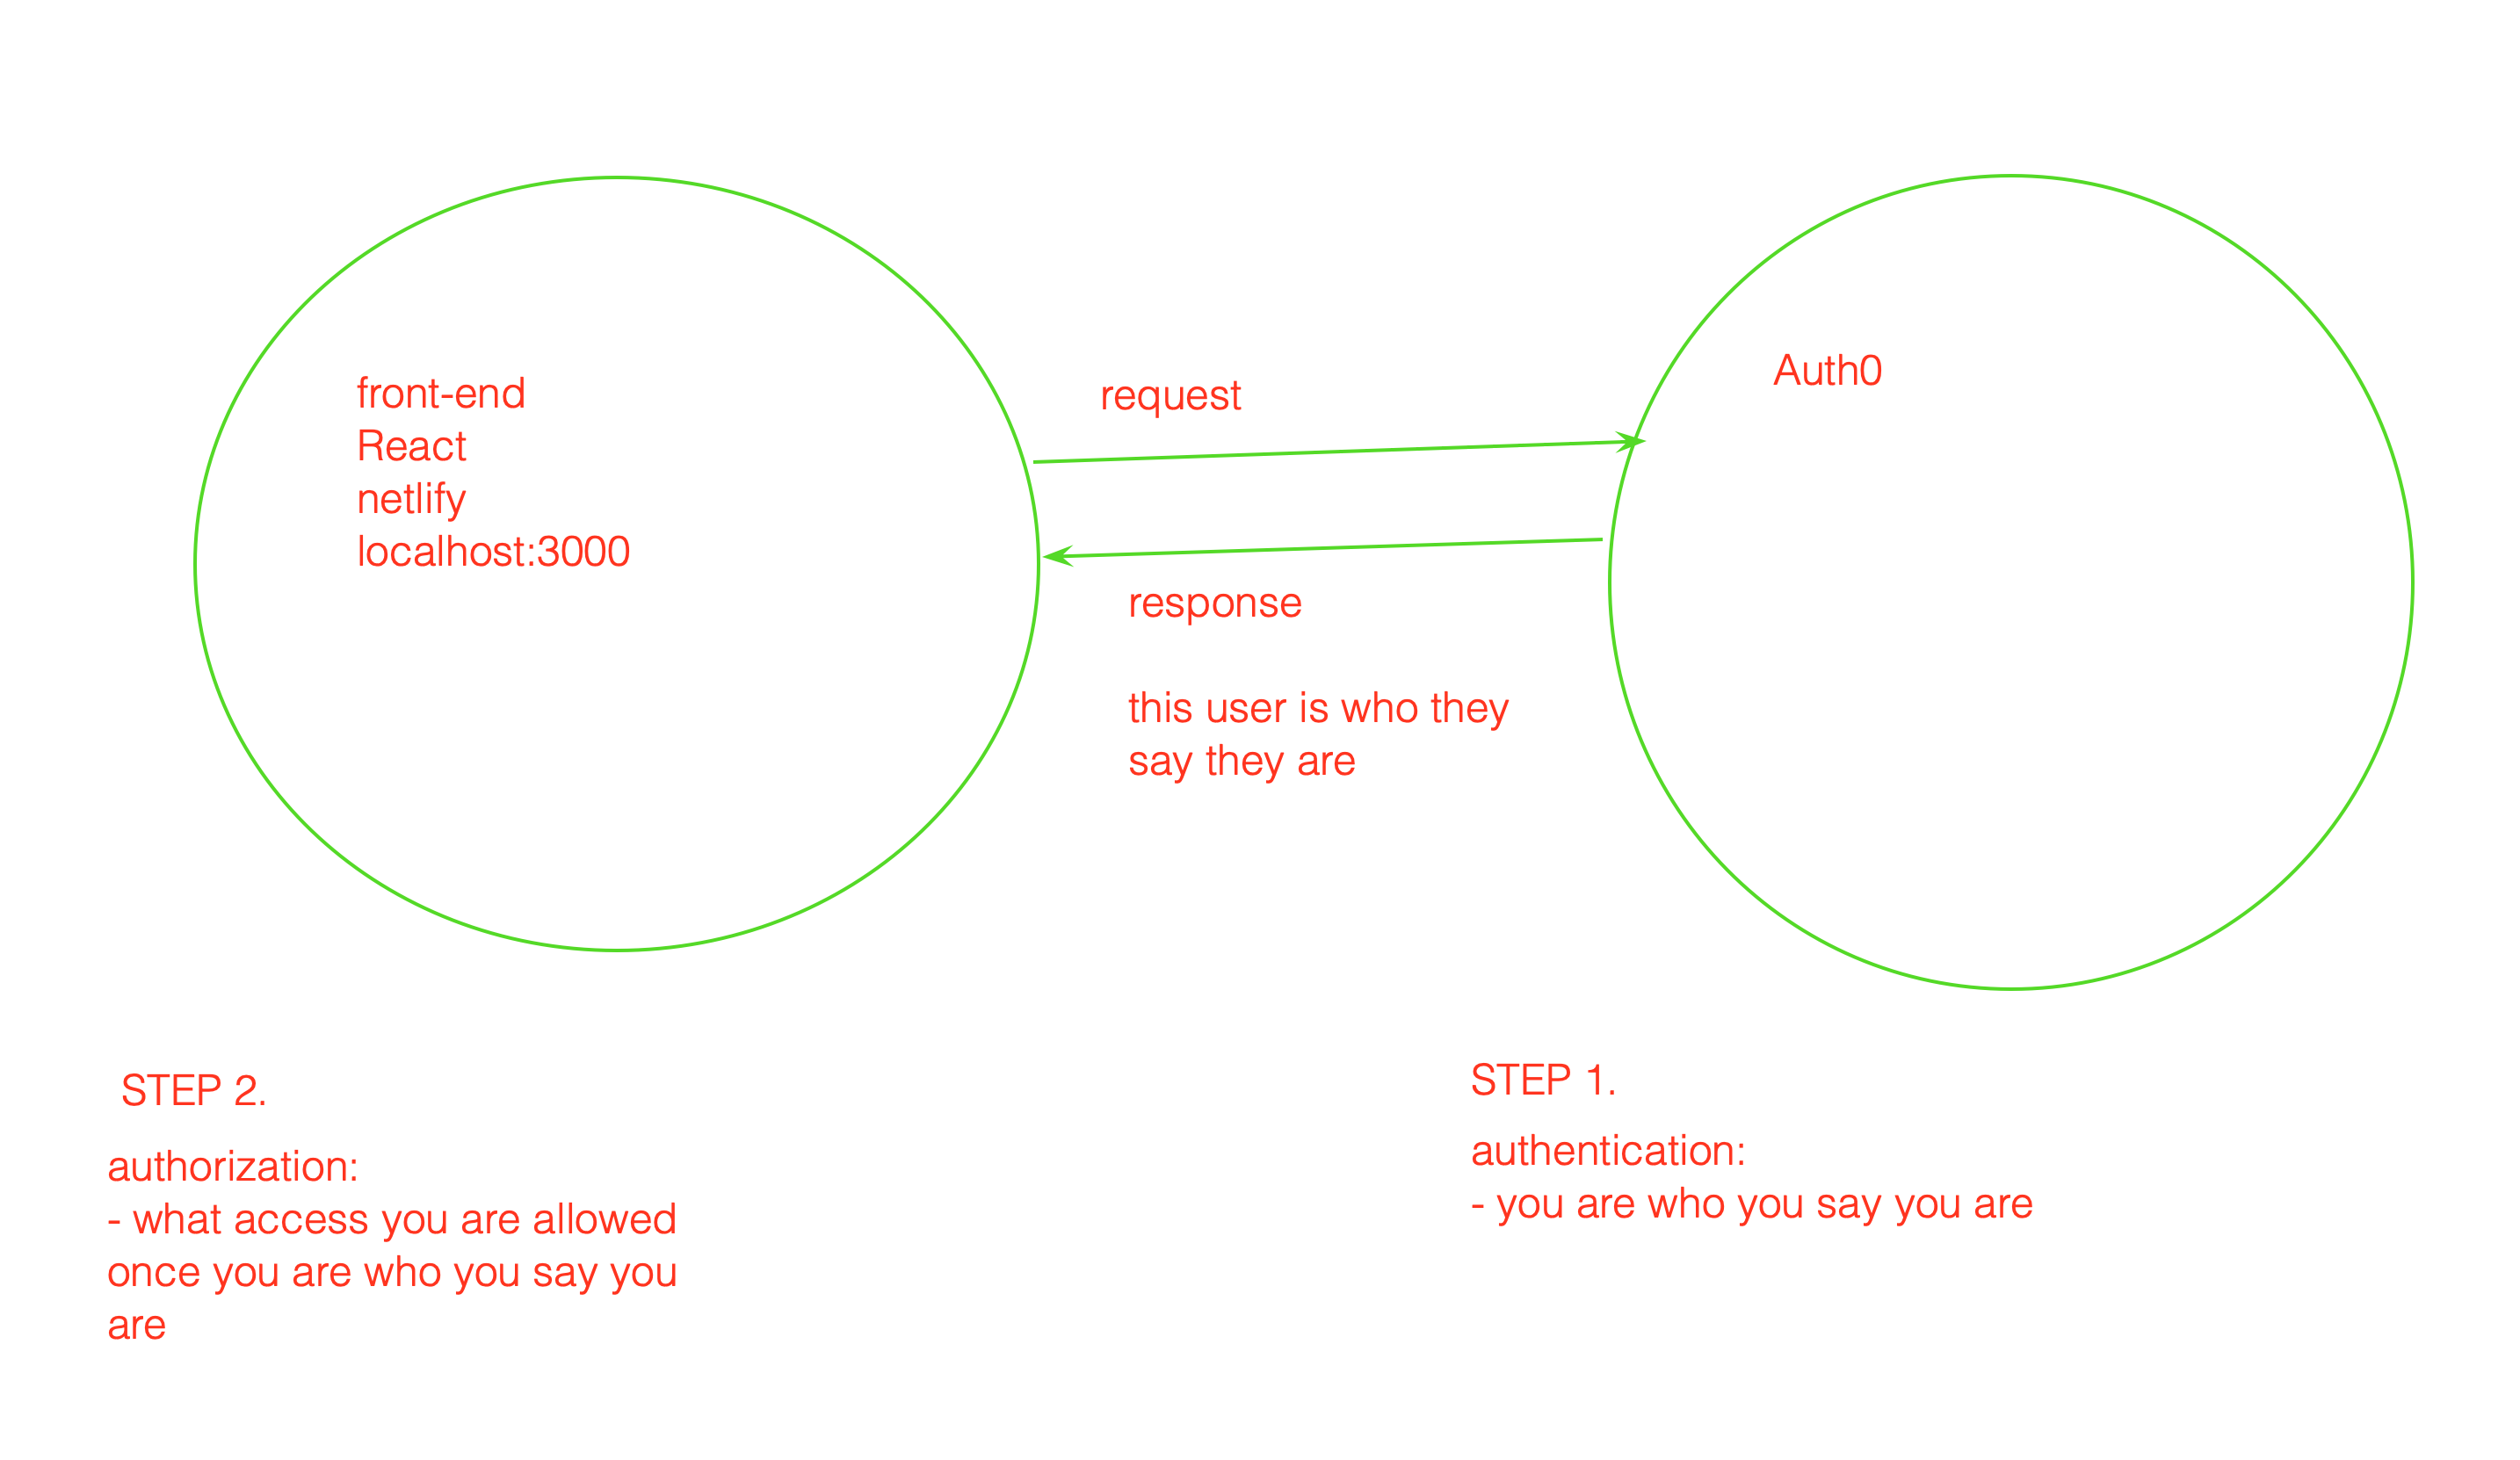 front-end
React
netlify
localhost:3000
request
response
this user is who they
say they are
Auth0
STEP 2.
authorization:
- what access you are allowed
once you are who you say you
are
STEP 1.
authentication:
- you are who you say you are